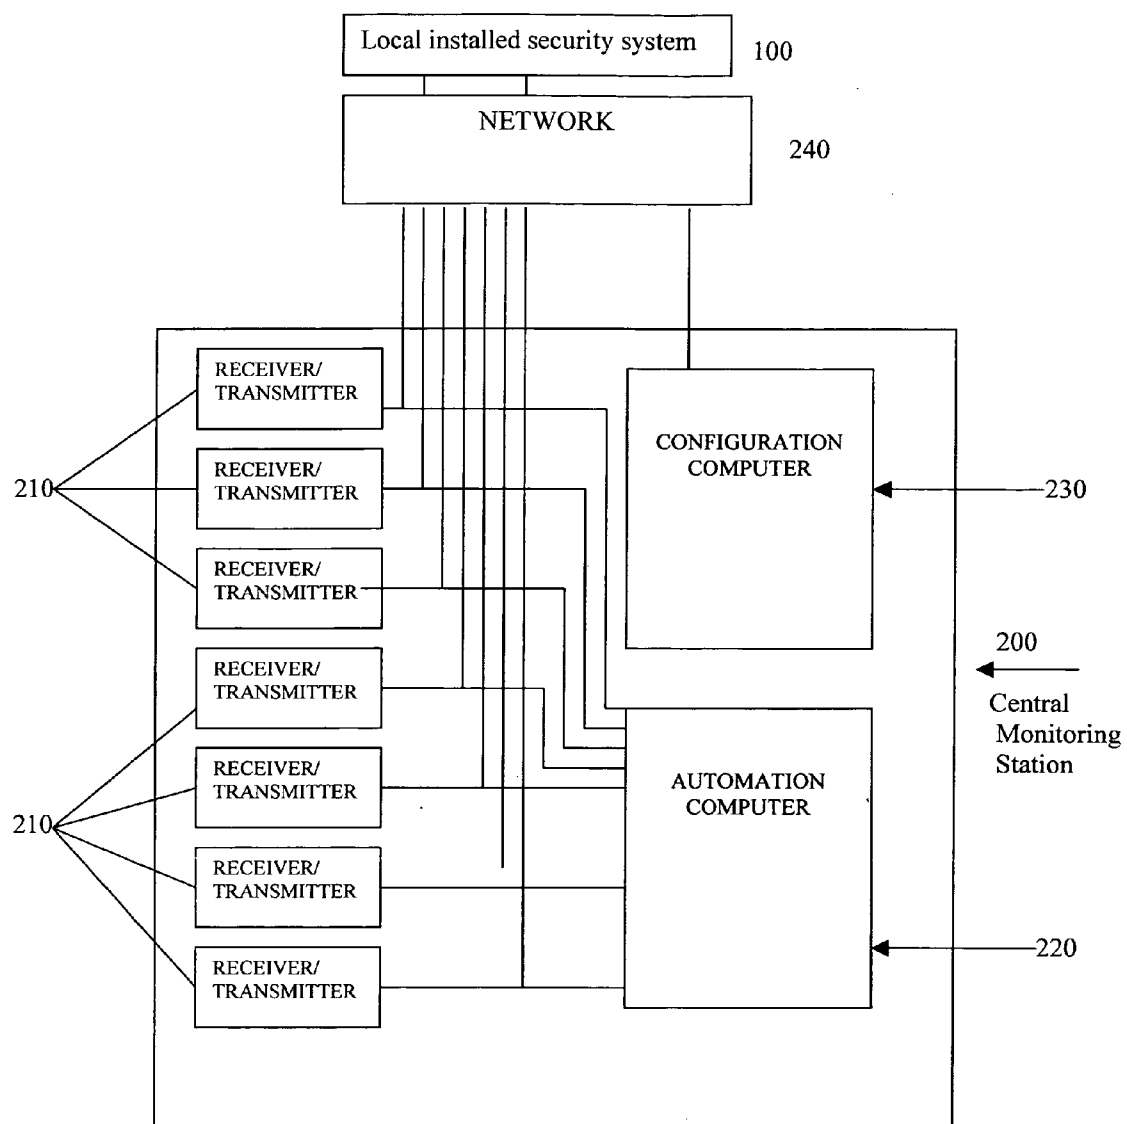 Local installed security system
100
NETWORK
240
RECEIVER/
TRANSMITTER
RECEIVER/
TRANSMITTER
RECEIVER/
TRANSMITTER
RECEIVER/
TRANSMITTER
RECEIVER/
TRANSMITTER
RECEIVER/
TRANSMITTER
RECEIVER/
TRANSMITTER
210
210
CONFIGURATION
COMPUTER
230
200
Central
Monitoring
Station
AUTOMATION
COMPUTER
220